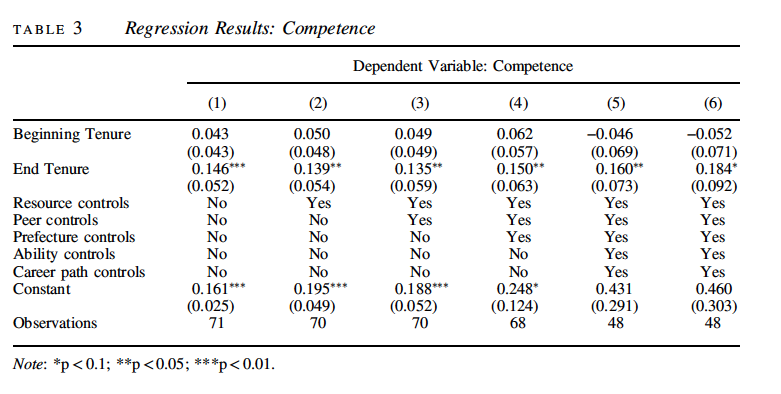 TABLE 3 Regression Results: Competence
Dependent Variable: Competence
(1) (2) (3) (4) (5) (6)
Beginning Tenure 0.043 0.050 0.049 0.062 −0.046 −0.052
(0.043) (0.048) (0.049) (0.057) (0.069) (0.071)
End Tenure 0.146*** 0.139** 0.135** 0.150** 0.160** 0.184*
(0.052) (0.054) (0.059) (0.063) (0.073) (0.092)
Resource controls No Yes Yes Yes Yes Yes
Peer controls No No Yes Yes Yes Yes
Prefecture controls No No No Yes Yes Yes
Ability controls No No No No Yes Yes
Career path controls No No No No Yes Yes
Constant 0.161*** 0.195*** 0.188*** 0.248* 0.431 0.460
(0.025) (0.049) (0.052) (0.124) (0.291) (0.303)
Observations 71 70 70 68 48 48
Note: *p < 0.1; **p < 0.05; ***p < 0.01.